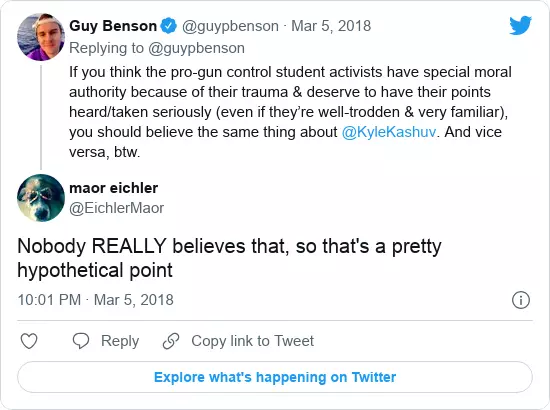 Guy Benson @guypbenson · Mar 5, 2018
Replying to @guypbenson
If you think the pro-gun control student activists have special moral
authority because of their trauma & deserve to have their points
heard/taken seriously (even if they’re well-trodden & very familiar),
you should believe the same thing about @KyleKashuv. And vice
versa, btw.
maor eichler
@EichlerMaor
Nobody REALLY believes that, so that's a pretty
hypothetical point
10:01 PM · Mar 5, 2018
Reply Copy link to Tweet
Explore what's happening on Twitter